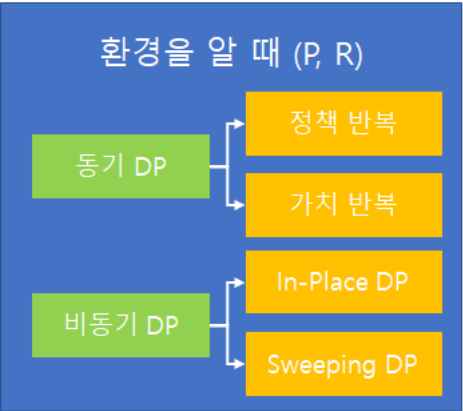 환경을 알 때 (P, R)
동기 DP
정책 반복
가치 반복
비동기 DP
In-Place DP
Sweeping DP